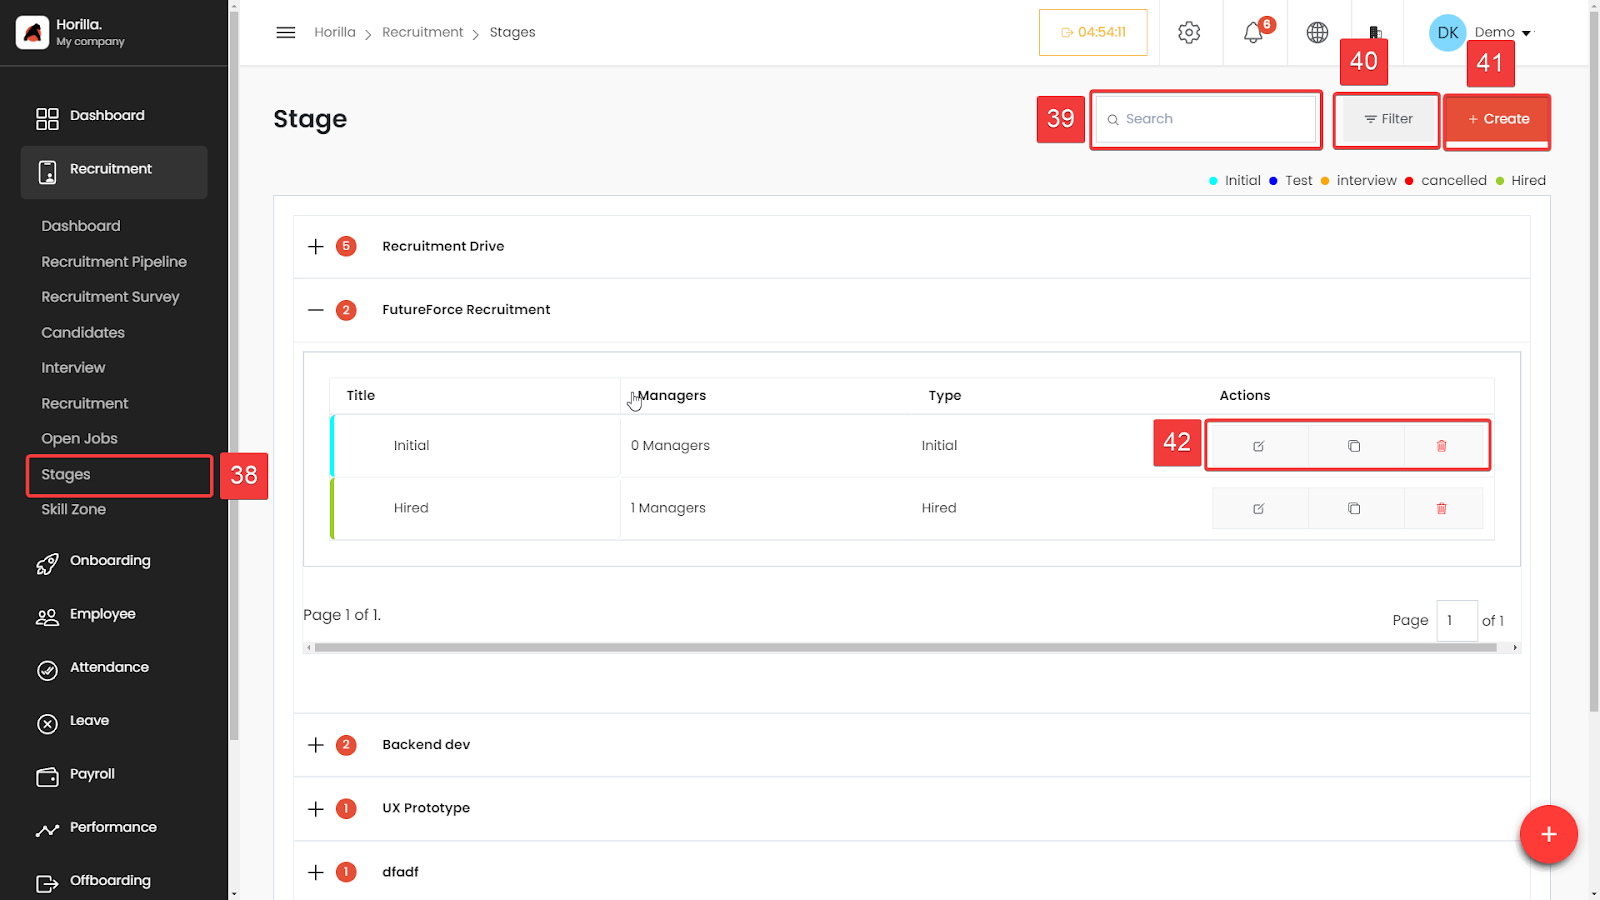 Horilla.
My company
Horilla > Recruitment > Stages
04:54:11
6
DK
Demo
40
41
Stage
39
Search
Filter
+ Create
Initial Test interview cancelled Hired
Dashboard
Recruitment
Dashboard
Recruitment Pipeline
Recruitment Survey
Candidates
Interview
Recruitment
Open Jobs
Stages
38
Skill Zone
Onboarding
Employee
Attendance
Leave
Payroll
Performance
Offboarding
5 Recruitment Drive
2 FutureForce Recruitment
Title Managers Type Actions
Initial 0 Managers Initial
42
Hired 1 Managers Hired
Page 1 of 1.
Page 1 of 1
2 Backend dev
1 UX Prototype
1 dfadf